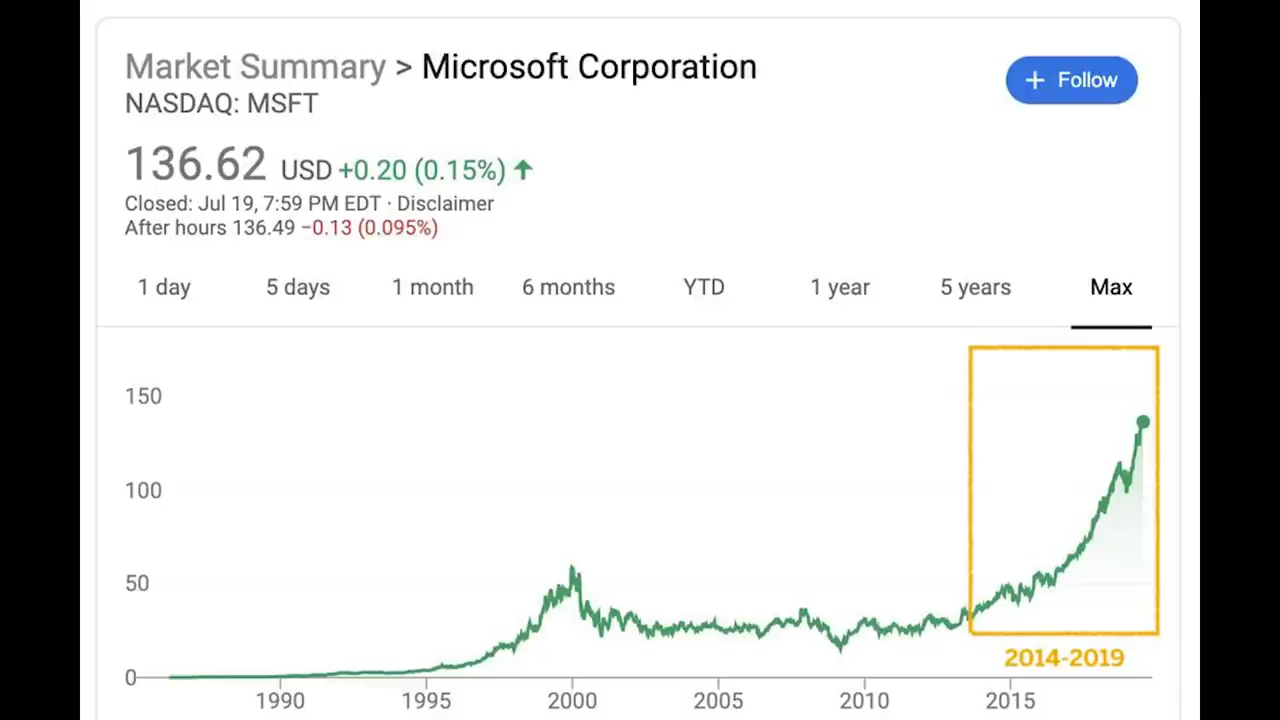 Market Summary > Microsoft Corporation
+ Follow
NASDAQ: MSFT
136.62 USD +0.20 (0.15%) ↑
Closed: Jul 19, 7:59 PM EDT · Disclaimer
After hours 136.49 −0.13 (0.095%)
1 day 5 days 1 month 6 months YTD 1 year 5 years Max
150
100
50
0
2014-2019
1990 1995 2000 2005 2010 2015